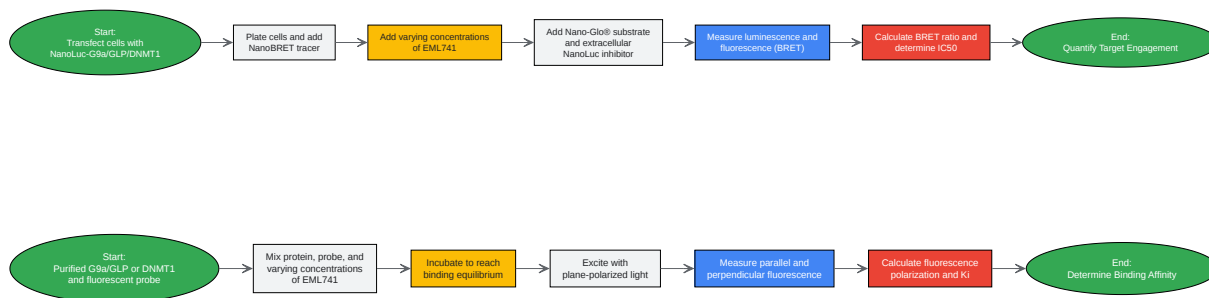 Start:
Transfect cells with
NanoLuc-G9a/GLP/DNMT1
Plate cells and add
NanoBRET tracer
Add varying concentrations
of EML741
Add Nano-Glo® substrate
and extracellular
NanoLuc inhibitor
Measure luminescence and
fluorescence (BRET)
Calculate BRET ratio and
determine IC50
End:
Quantify Target Engagement
Start:
Purified G9a/GLP or DNMT1
and fluorescent probe
Mix protein, probe, and
varying concentrations
of EML741
Incubate to reach
binding equilibrium
Excite with
plane-polarized light
Measure parallel and
perpendicular fluorescence
Calculate fluorescence
polarization and Ki
End:
Determine Binding Affinity